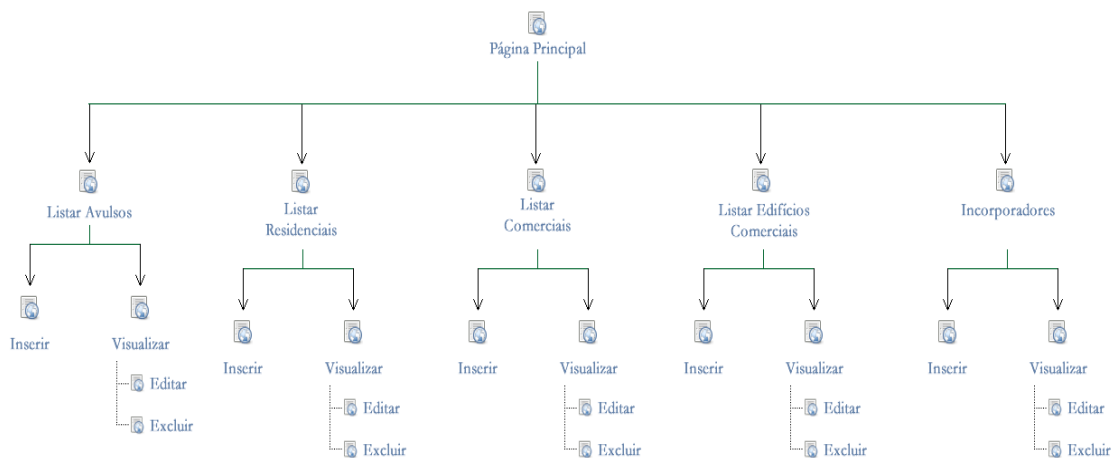 Página Principal
Listar Avulsos
Listar
Residenciais
Listar
Comerciais
Listar Edifícios
Comerciais
Incorporadores
Inserir
Visualizar
Editar
Excluir
Inserir
Visualizar
Editar
Excluir
Inserir
Visualizar
Editar
Excluir
Inserir
Visualizar
Editar
Excluir
Inserir
Visualizar
Editar
Excluir